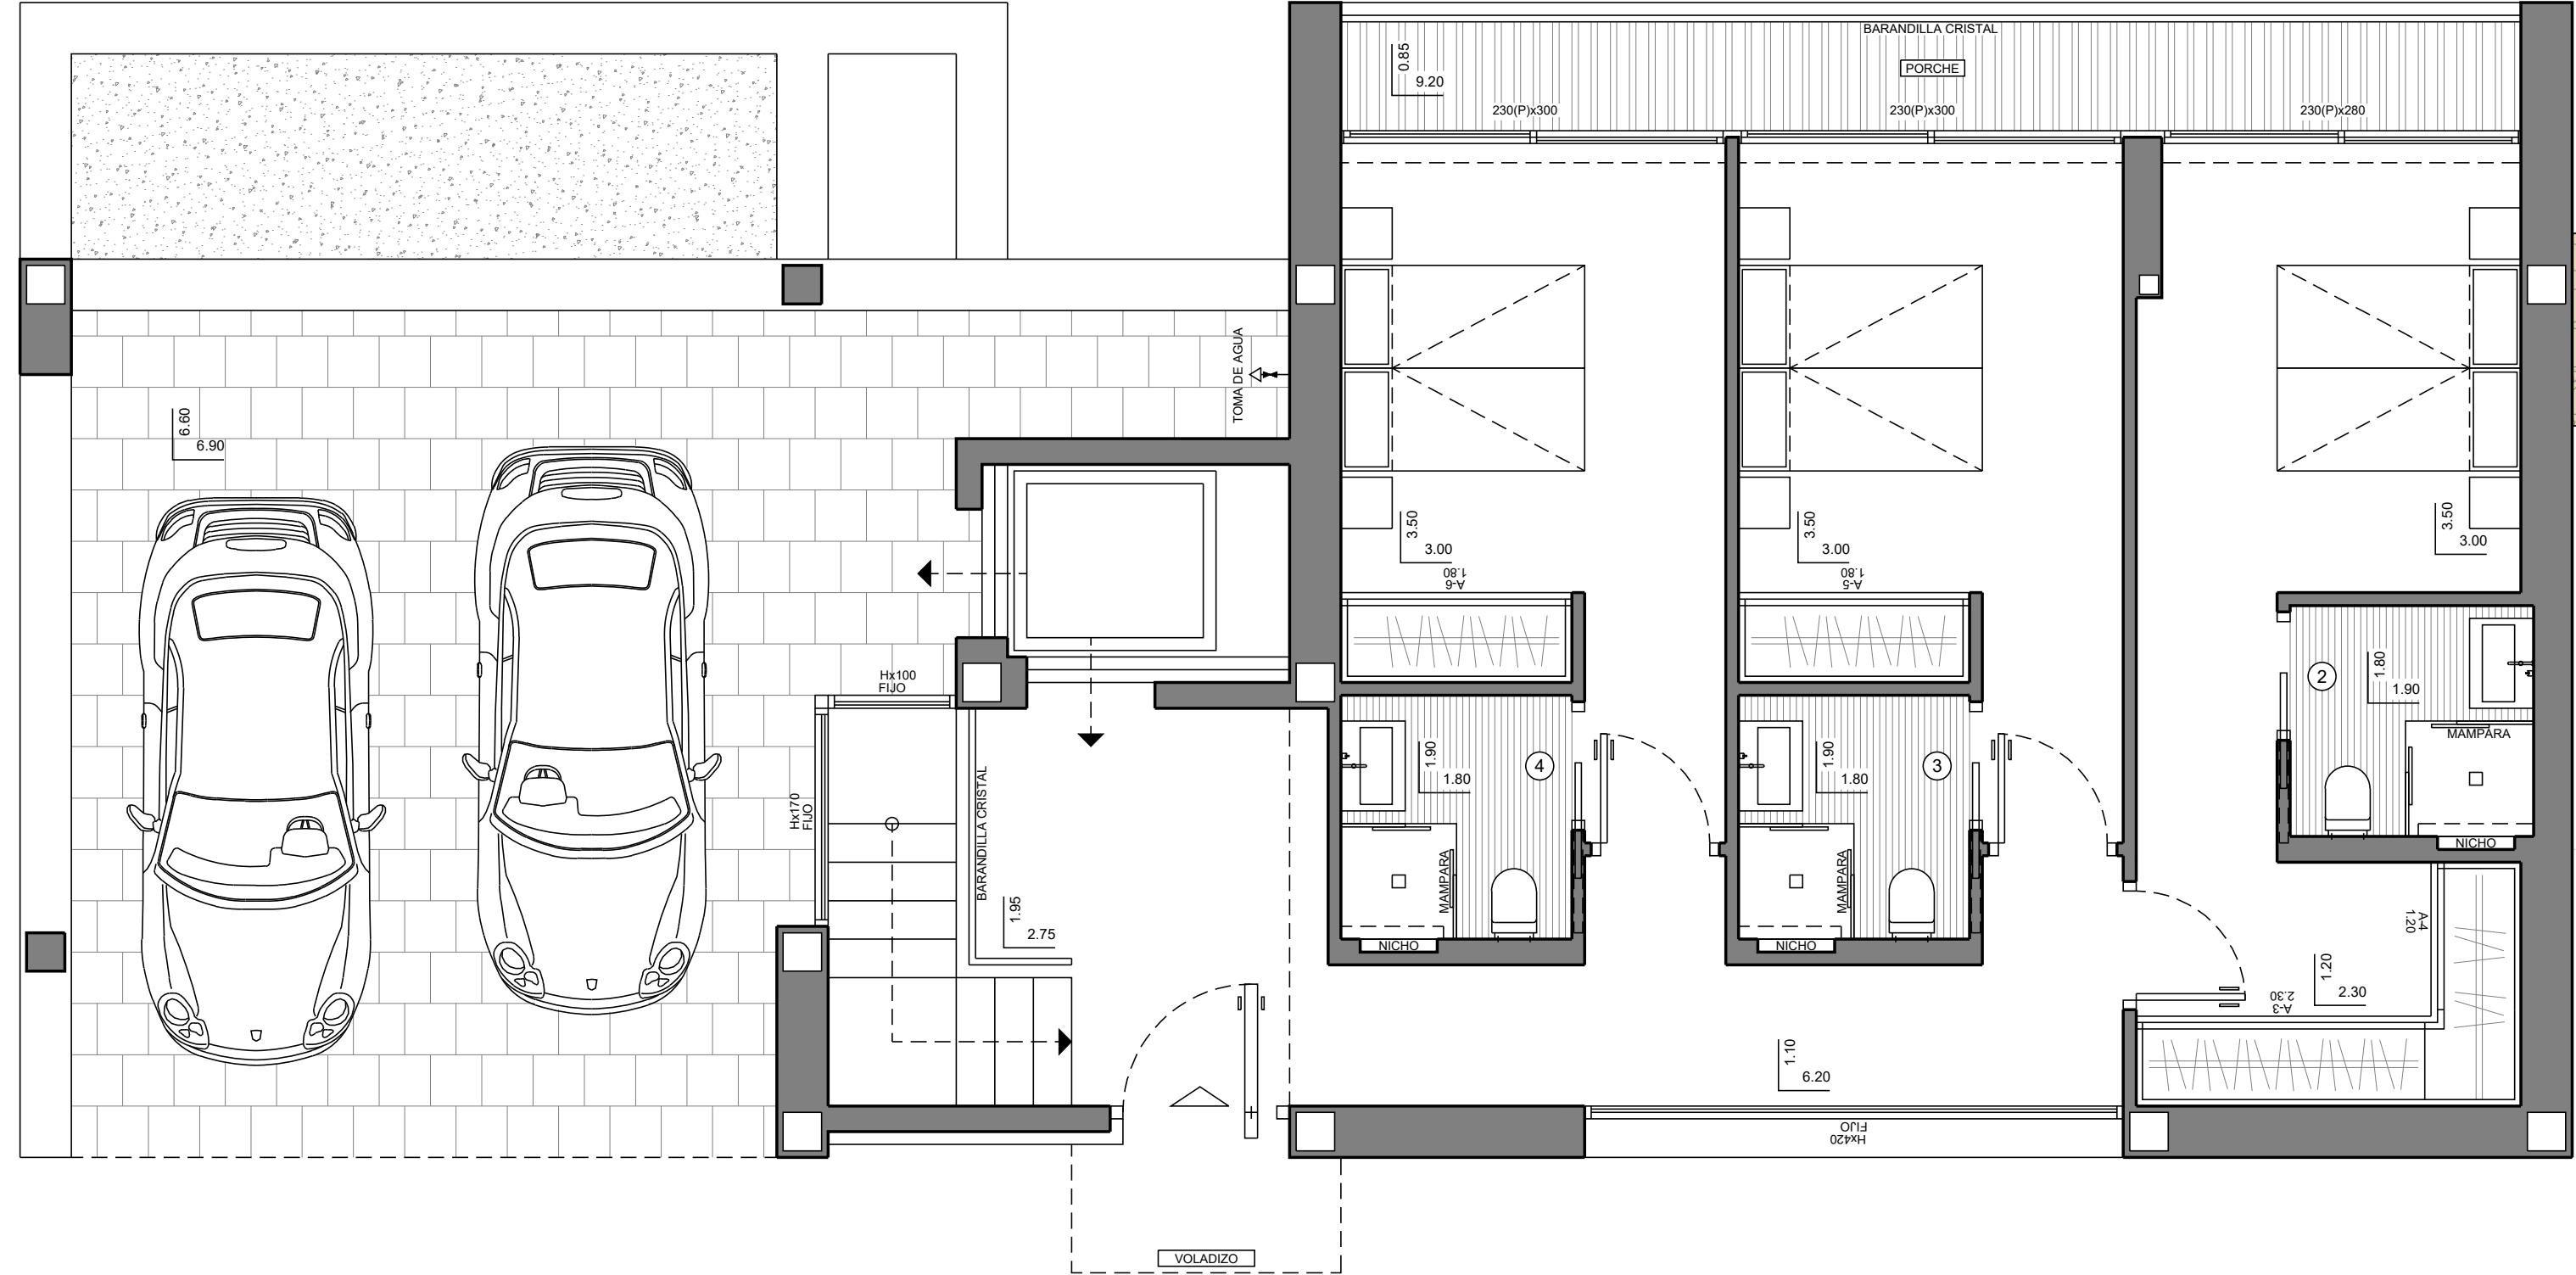 BARANDILLA CRISTAL
PORCHE
0.85
9.20
230(P)x300
230(P)x300
230(P)x280
TOMA DE AGUA
6.60
6.90
3.50
3.00
3.50
3.00
3.50
3.00
A-6
1.80
A-5
1.80
Hx100
FIJO
Hx170
FIJO
BARANDILLA CRISTAL
1.95
2.75
1.90
1.80
4
MAMPARA
NICHO
1.90
1.80
3
MAMPARA
NICHO
2
1.80
1.90
MAMPARA
NICHO
A-4
1.20
1.20
2.30
A-3
2.30
1.10
6.20
Hx420
FIJO
VOLADIZO